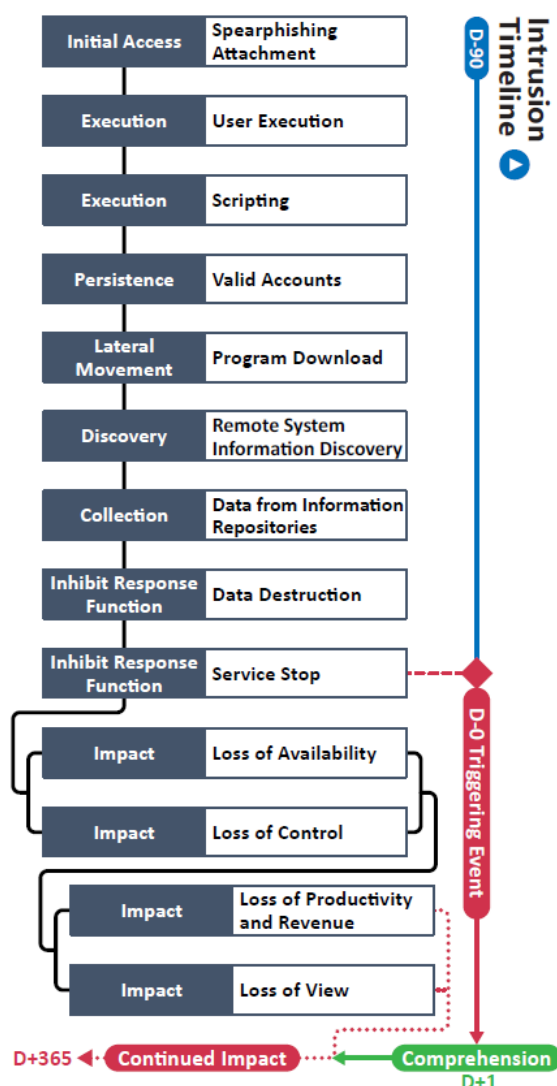 Initial Access
Spearphishing
Attachment
Execution
User Execution
Execution
Scripting
Persistence
Valid Accounts
Lateral
Movement
Program Download
Discovery
Remote System
Information Discovery
Collection
Data from Information
Repositories
Inhibit Response
Function
Data Destruction
Inhibit Response
Function
Service Stop
Impact
Loss of Availability
Impact
Loss of Control
Impact
Loss of Productivity
and Revenue
Impact
Loss of View
Intrusion
Timeline
D-90
D-0 Triggering Event
D+365
Continued Impact
Comprehension
D+1